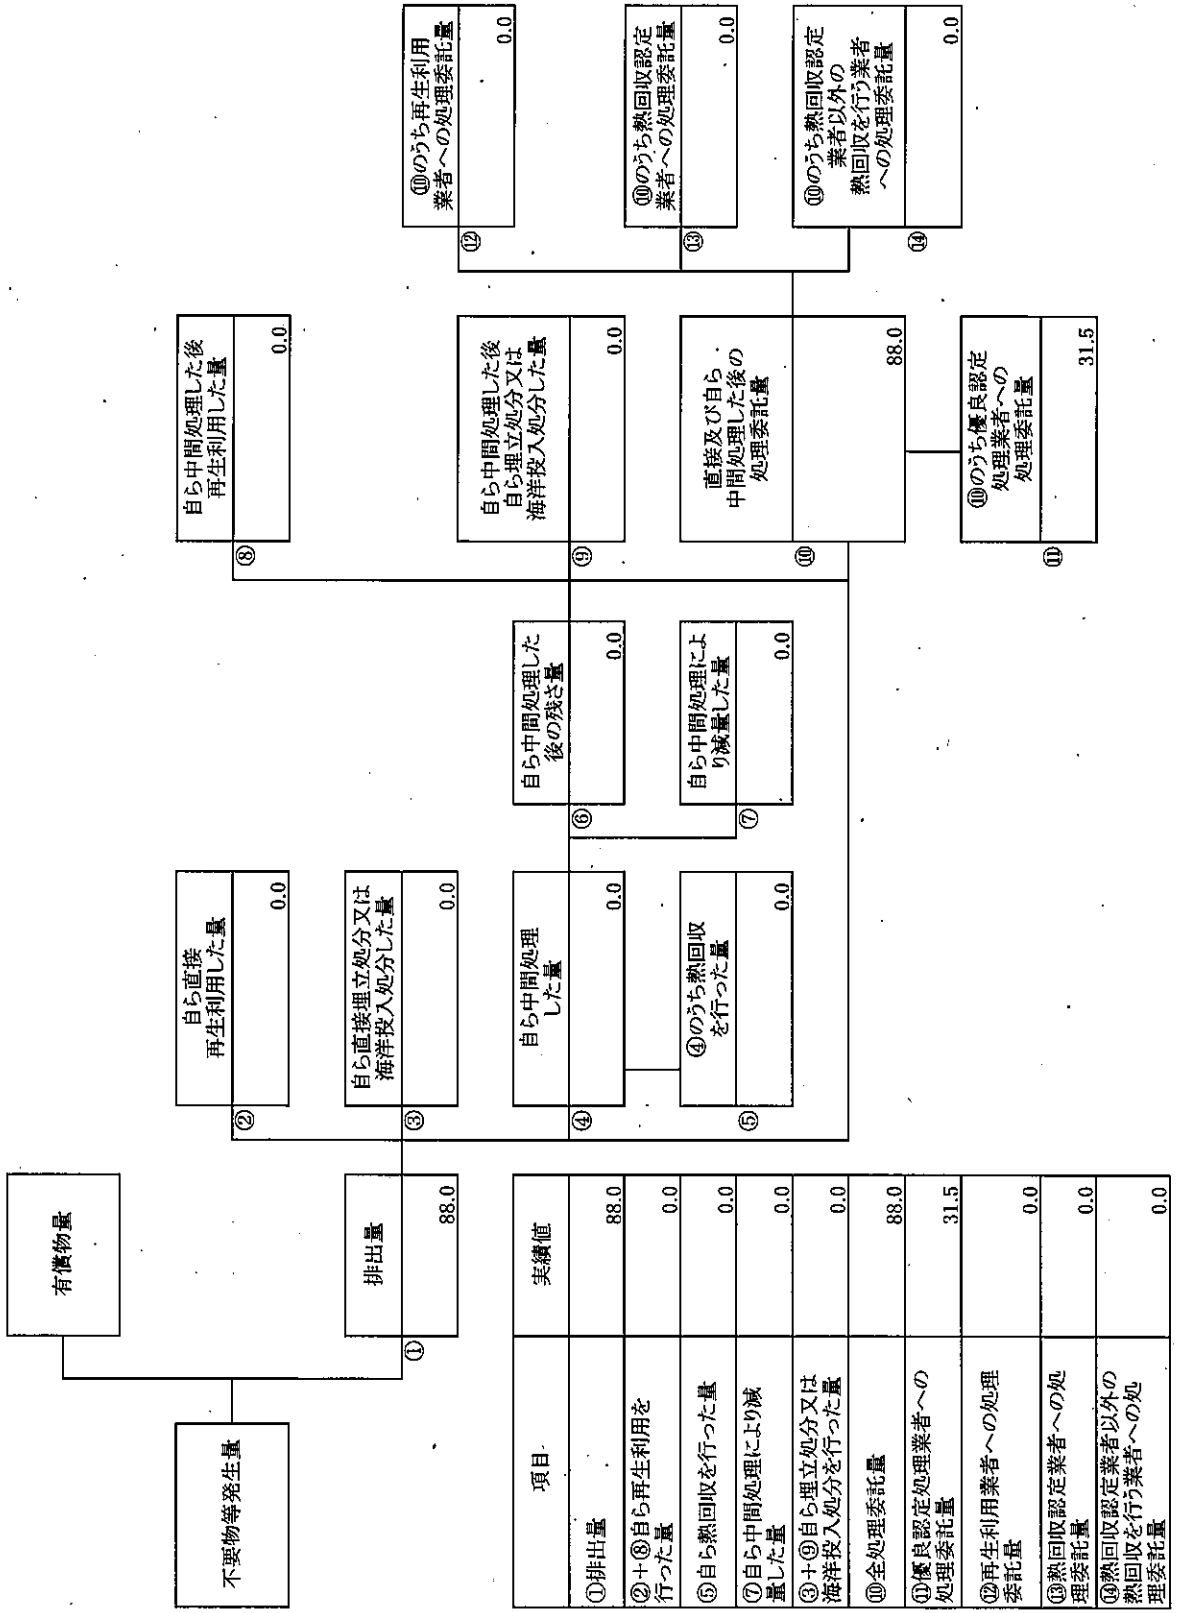 不要物等発生量
有償物量
排出量
①
88.0
自ら直接
再生利用した量
②
0.0
自ら直接埋立処分又は
海洋投入処分した量
③
0.0
自ら中間処理
した量
④
0.0
④のうち熱回収
を行った量
⑤
0.0
自ら中間処理した
後の残さ量
⑥
0.0
自ら中間処理によ
り減量した量
⑦
0.0
自ら中間処理した後
再生利用した量
⑧
0.0
自ら中間処理した後
自ら埋立処分又は
海洋投入処分した量
⑨
0.0
直接及び自ら
中間処理した後の
処理委託量
⑩
88.0
⑩のうち優良認定
処理業者への
処理委託量
⑪
31.5
⑩のうち再生利用
業者への処理委託量
⑫
0.0
⑩のうち熱回収認定
業者への処理委託量
⑬
0.0
⑩のうち熱回収認定
業者以外の
熱回収を行う業者
への処理委託量
⑭
0.0
項目 実績値
①排出量 88.0
②+⑧自ら再生利用を
行った量 0.0
⑤自ら熱回収を行った量 0.0
⑦自ら中間処理により減
量した量 0.0
③+⑨自ら埋立処分又は
海洋投入処分を行った量 0.0
⑩全処理委託量 88.0
⑪優良認定処理業者への
処理委託量 31.5
⑫再生利用業者への処理
委託量 0.0
⑬熱回収認定業者への処
理委託量 0.0
⑭熱回収認定業者以外の
熱回収を行う業者への処
理委託量 0.0